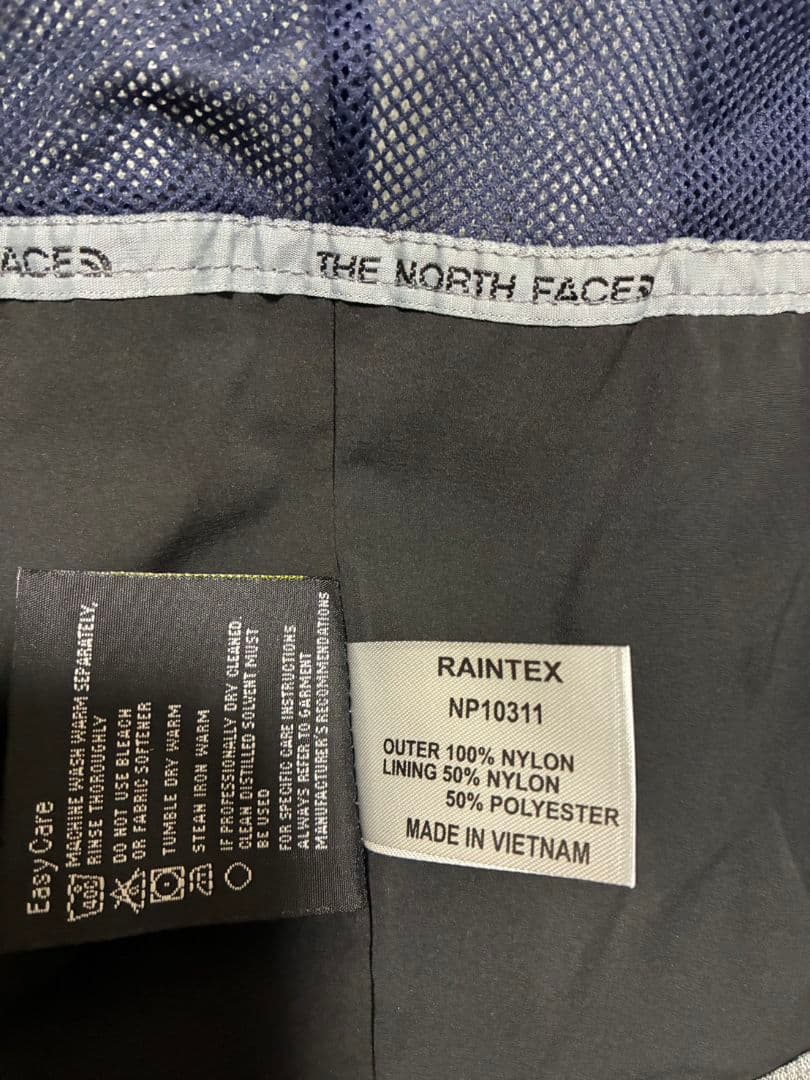 ACE
THE NORTH FACE
Easy Care
MACHINE WASH WARM SEPARATELY,
RINSE THOROUGHLY
DO NOT USE BLEACH
OR FABRIC SOFTENER
TUMBLE DRY WARM
STEAN IRON WARM
IF PROFESSIONALLY DRY CLEANED.
CLEAN DISTILLED SOLVENT MUST
BE USED
FOR SPECIFIC CARE INSTRUCTIONS
ALWAYS REFER TO GARMENT
MANUFACTURER'S RECOMMENDATIONS
RAINTEX
NP10311
OUTER 100% NYLON
LINING 50% NYLON
50% POLYESTER
MADE IN VIETNAM